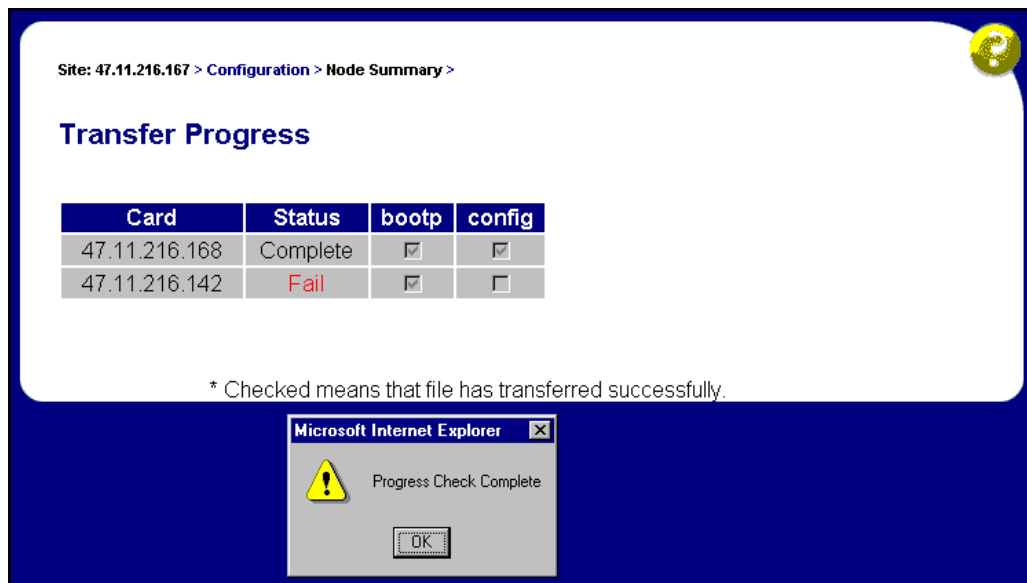 Site: 47.11.216.167 > Configuration > Node Summary >
Transfer Progress
Card Status bootp config
47.11.216.168 Complete
47.11.216.142 Fail
* Checked means that file has transferred successfully.
Microsoft Internet Explorer
Progress Check Complete
OK